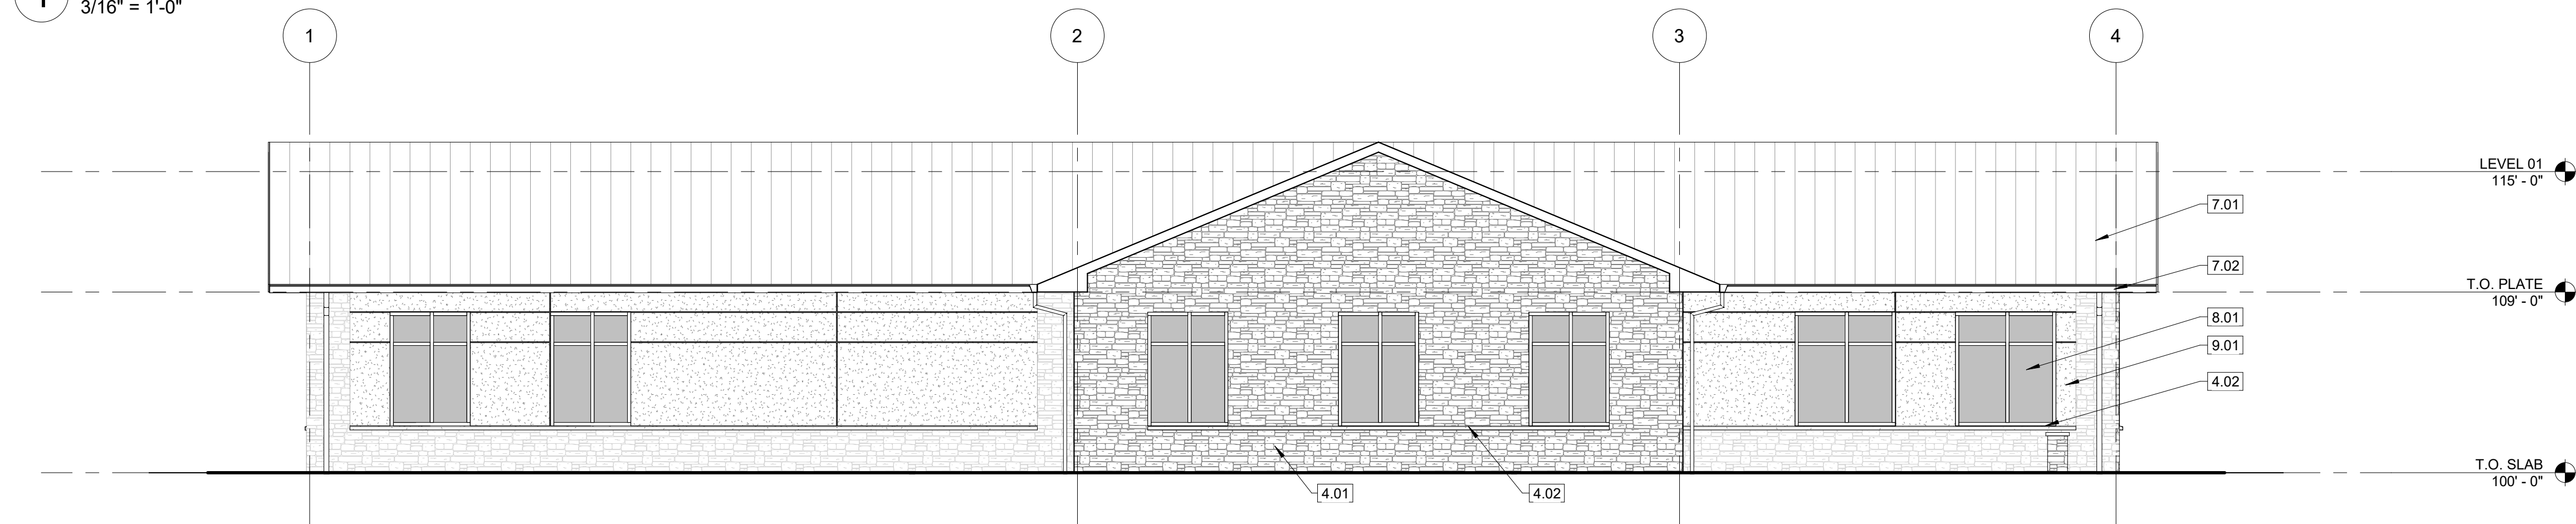 3/16" = 1'-0"
1
2
3
4
LEVEL 01
115' - 0"
7.01
7.02
T.O. PLATE
109' - 0"
8.01
9.01
4.02
T.O. SLAB
100' - 0"
4.01
4.02